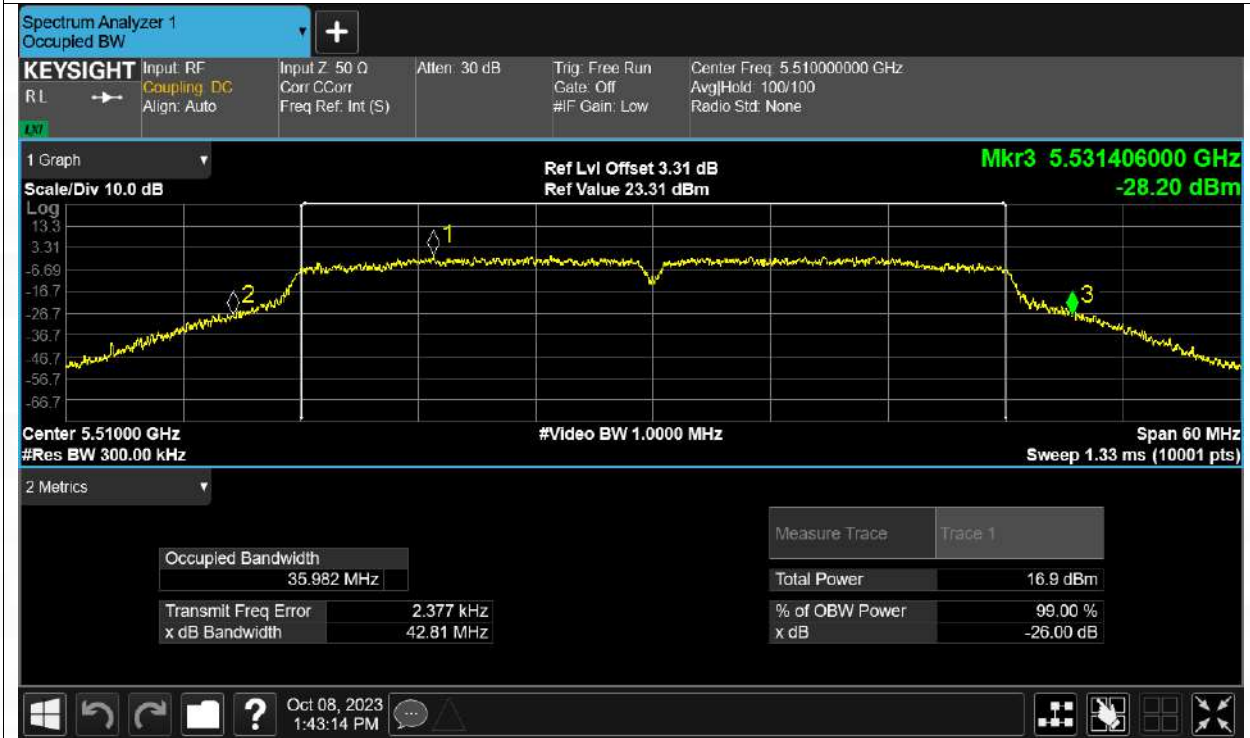 Spectrum Analyzer 1
Occupied BW
+
KEYSIGHT
RL
LXI
Input: RF
Coupling: DC
Align: Auto
Input Z: 50 Ω
Corr CCorr
Freq Ref: Int (S)
Atten: 30 dB
Trig: Free Run
Gate: Off
#IF Gain: Low
Center Freq: 5.510000000 GHz
Avg|Hold: 100/100
Radio Std: None
1 Graph
Scale/Div 10.0 dB
Ref Lvl Offset 3.31 dB
Ref Value 23.31 dBm
Mkr3 5.531406000 GHz
-28.20 dBm
Log
13.3
3.31
-6.69
-16.7
-26.7
-36.7
-46.7
-56.7
-66.7
1
2
3
Center 5.51000 GHz
#Res BW 300.00 kHz
#Video BW 1.0000 MHz
Span 60 MHz
Sweep 1.33 ms (10001 pts)
2 Metrics
Occupied Bandwidth
35.982 MHz
Transmit Freq Error 2.377 kHz
x dB Bandwidth 42.81 MHz
Measure Trace Trace 1
Total Power 16.9 dBm
% of OBW Power 99.00 %
x dB -26.00 dB
?
Oct 08, 2023
1:43:14 PM